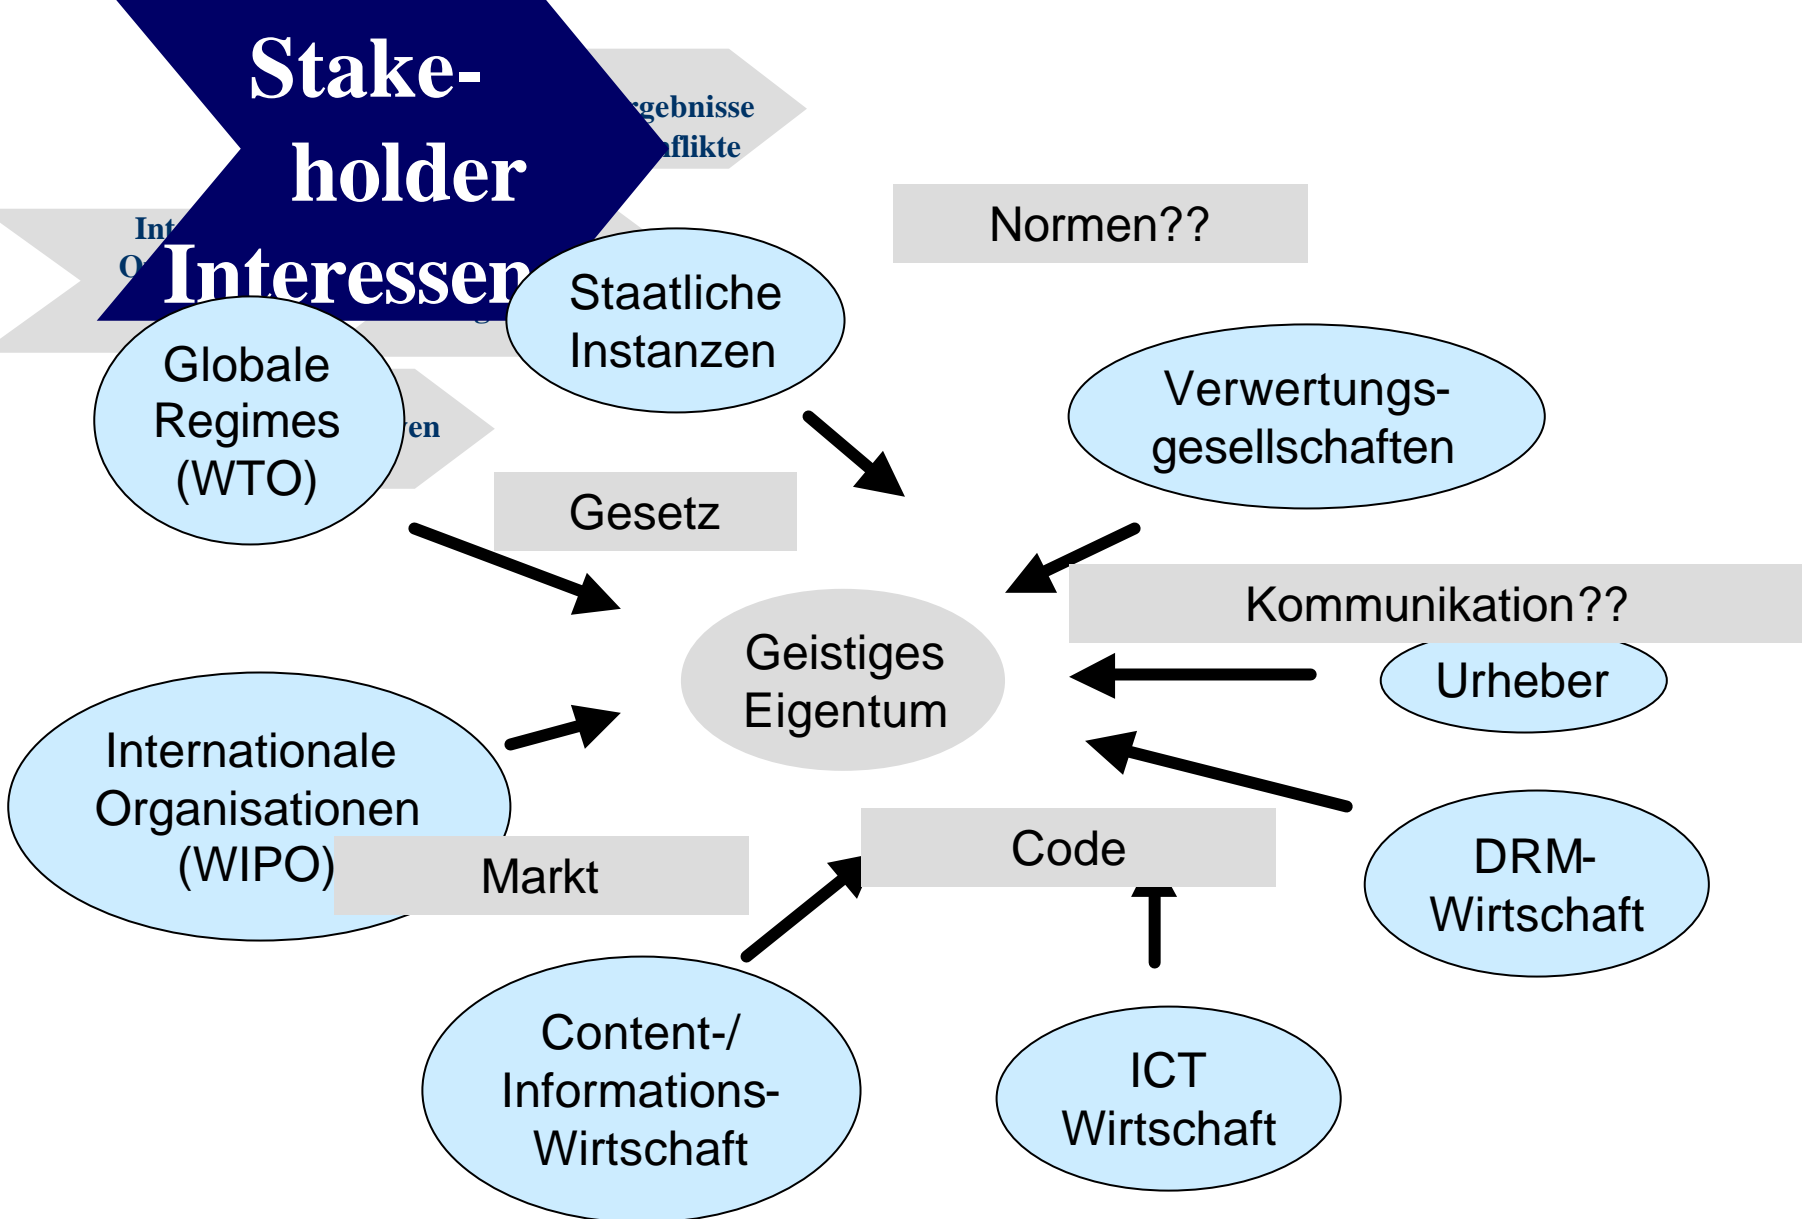 Stake-
holder
Interessen
Normen??
Staatliche
Instanzen
Globale
Regimes
(WTO)
Verwertungs-
gesellschaften
Gesetz
Kommunikation??
Geistiges
Eigentum
Urheber
Internationale
Organisationen
(WIPO)
Markt
Code
DRM-
Wirtschaft
Content-/
Informations-
Wirtschaft
ICT
Wirtschaft